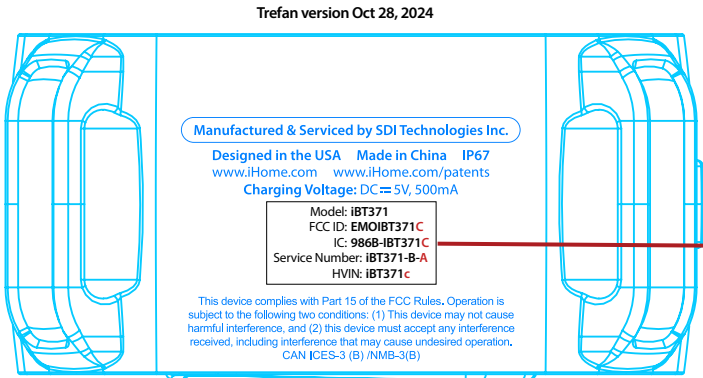 Trefan version Oct 28, 2024
Manufactured & Serviced by SDI Technologies Inc.
Designed in the USA Made in China IP67
www.iHome.com www.iHome.com/patents
Charging Voltage: DC⎓5V, 500mA
Model: iBT371
FCC ID: EMOIBT371C
IC: 986B-IBT371C
Service Number: iBT371-B-A
HVIN: iBT371c
This device complies with Part 15 of the FCC Rules. Operation is
subject to the following two conditions: (1) This device may not cause
harmful interference, and (2) this device must accept any interference
received, including interference that may cause undesired operation.
CAN ICES-3 (B) /NMB-3(B)